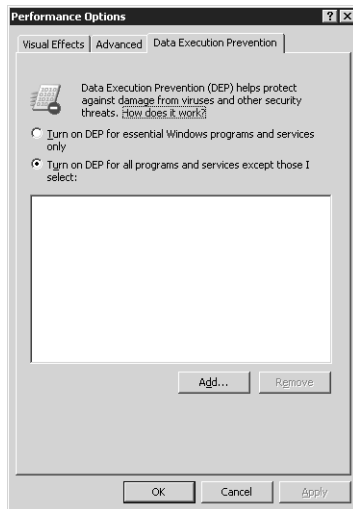 Performance Options
Visual Effects Advanced Data Execution Prevention
Data Execution Prevention (DEP) helps protect
against damage from viruses and other security
threats. How does it work?
Turn on DEP for essential Windows programs and services
only
Turn on DEP for all programs and services except those I
select:
Add... Remove
OK Cancel Apply